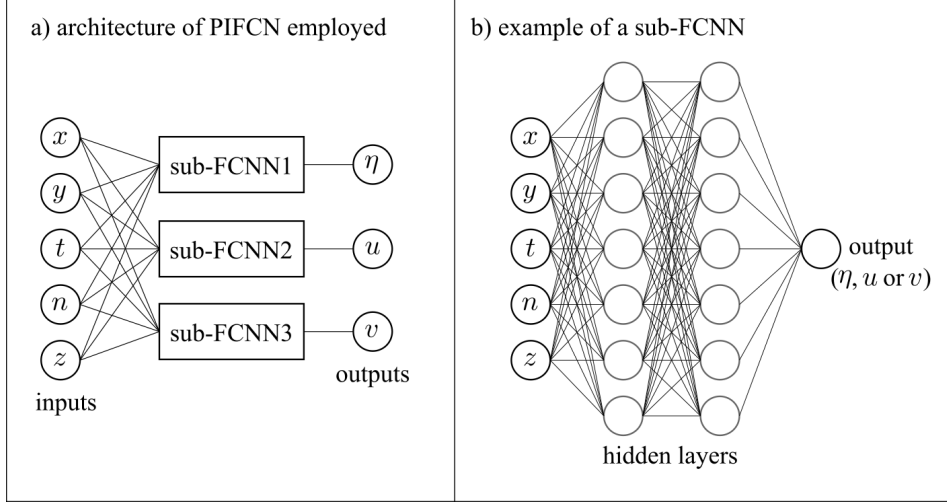 a) architecture of PIFCN employed
x
y
t
n
z
inputs
sub-FCNN1
sub-FCNN2
sub-FCNN3
η
u
v
outputs
b) example of a sub-FCNN
x
y
t
n
z
hidden layers
output
(η, u or v)